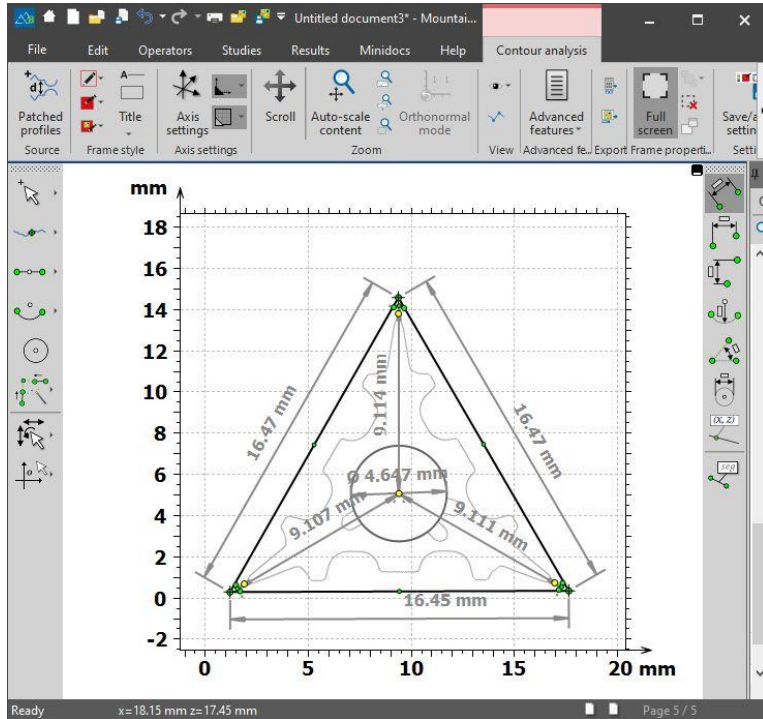 Untitled document3* - Mountai...
File Edit Operators Studies Results Minidocs Help Contour analysis
Patched profiles
Title
Axis settings
Scroll
Auto-scale content
1:1
Orthenormal mode
Advanced features
Full screen
Save/a
settin
Source Frame style Axis settings Zoom View Advanced fe... Export Frame properti... Setti
mm
18
16
14
12
10
8
6
4
2
0
-2
0 5 10 15 20 mm
16.47 mm
9.114 mm
16.47 mm
Ø 4.647 mm
9.107 mm
9.111 mm
16.45 mm
(X, Z)
seg
Ready x=18.15 mm z=17.45 mm Page 5 / 5